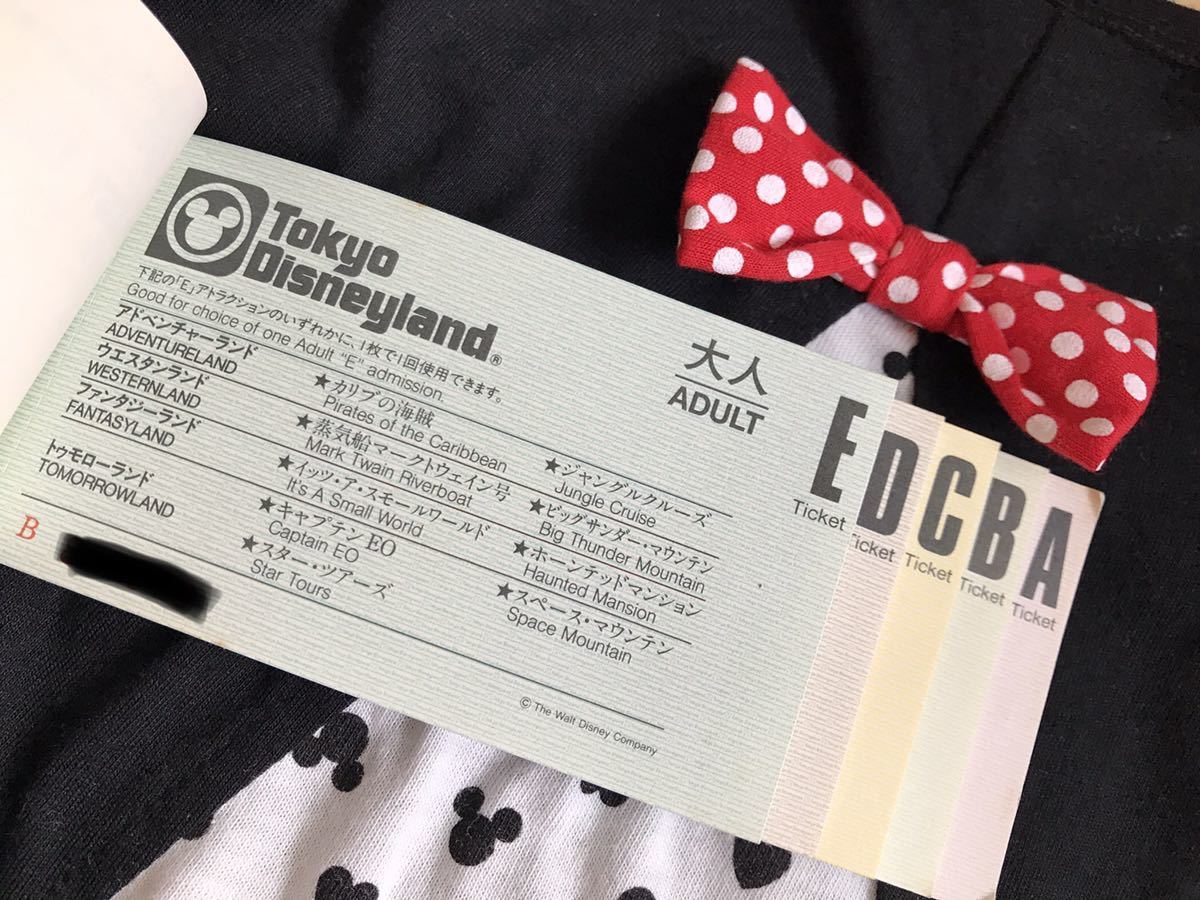 Tokyo
Disneyland®
下記の「E」アトラクションのいずれかに、1枚で1回使用できます。
Good for choice of one Adult "E" admission.
大人
ADULT
アドベンチャーランド
ADVENTURELAND
★カリブの海賊
Pirates of the Caribbean
★ジャングルクルーズ
Jungle Cruise
ウエスタンランド
WESTERNLAND
★蒸気船マークトウェイン号
Mark Twain Riverboat
★ビッグサンダー・マウンテン
Big Thunder Mountain
ファンタジーランド
FANTASYLAND
★イッツ・ア・スモールワールド
It's A Small World
★ホーンテッドマンション
Haunted Mansion
トゥモローランド
TOMORROWLAND
★キャプテンEO
Captain EO
★スペース・マウンテン
Space Mountain
★スター・ツアーズ
Star Tours
B
© The Walt Disney Company
E
Ticket
D
Ticket
C
Ticket
B
Ticket
A
Ticket